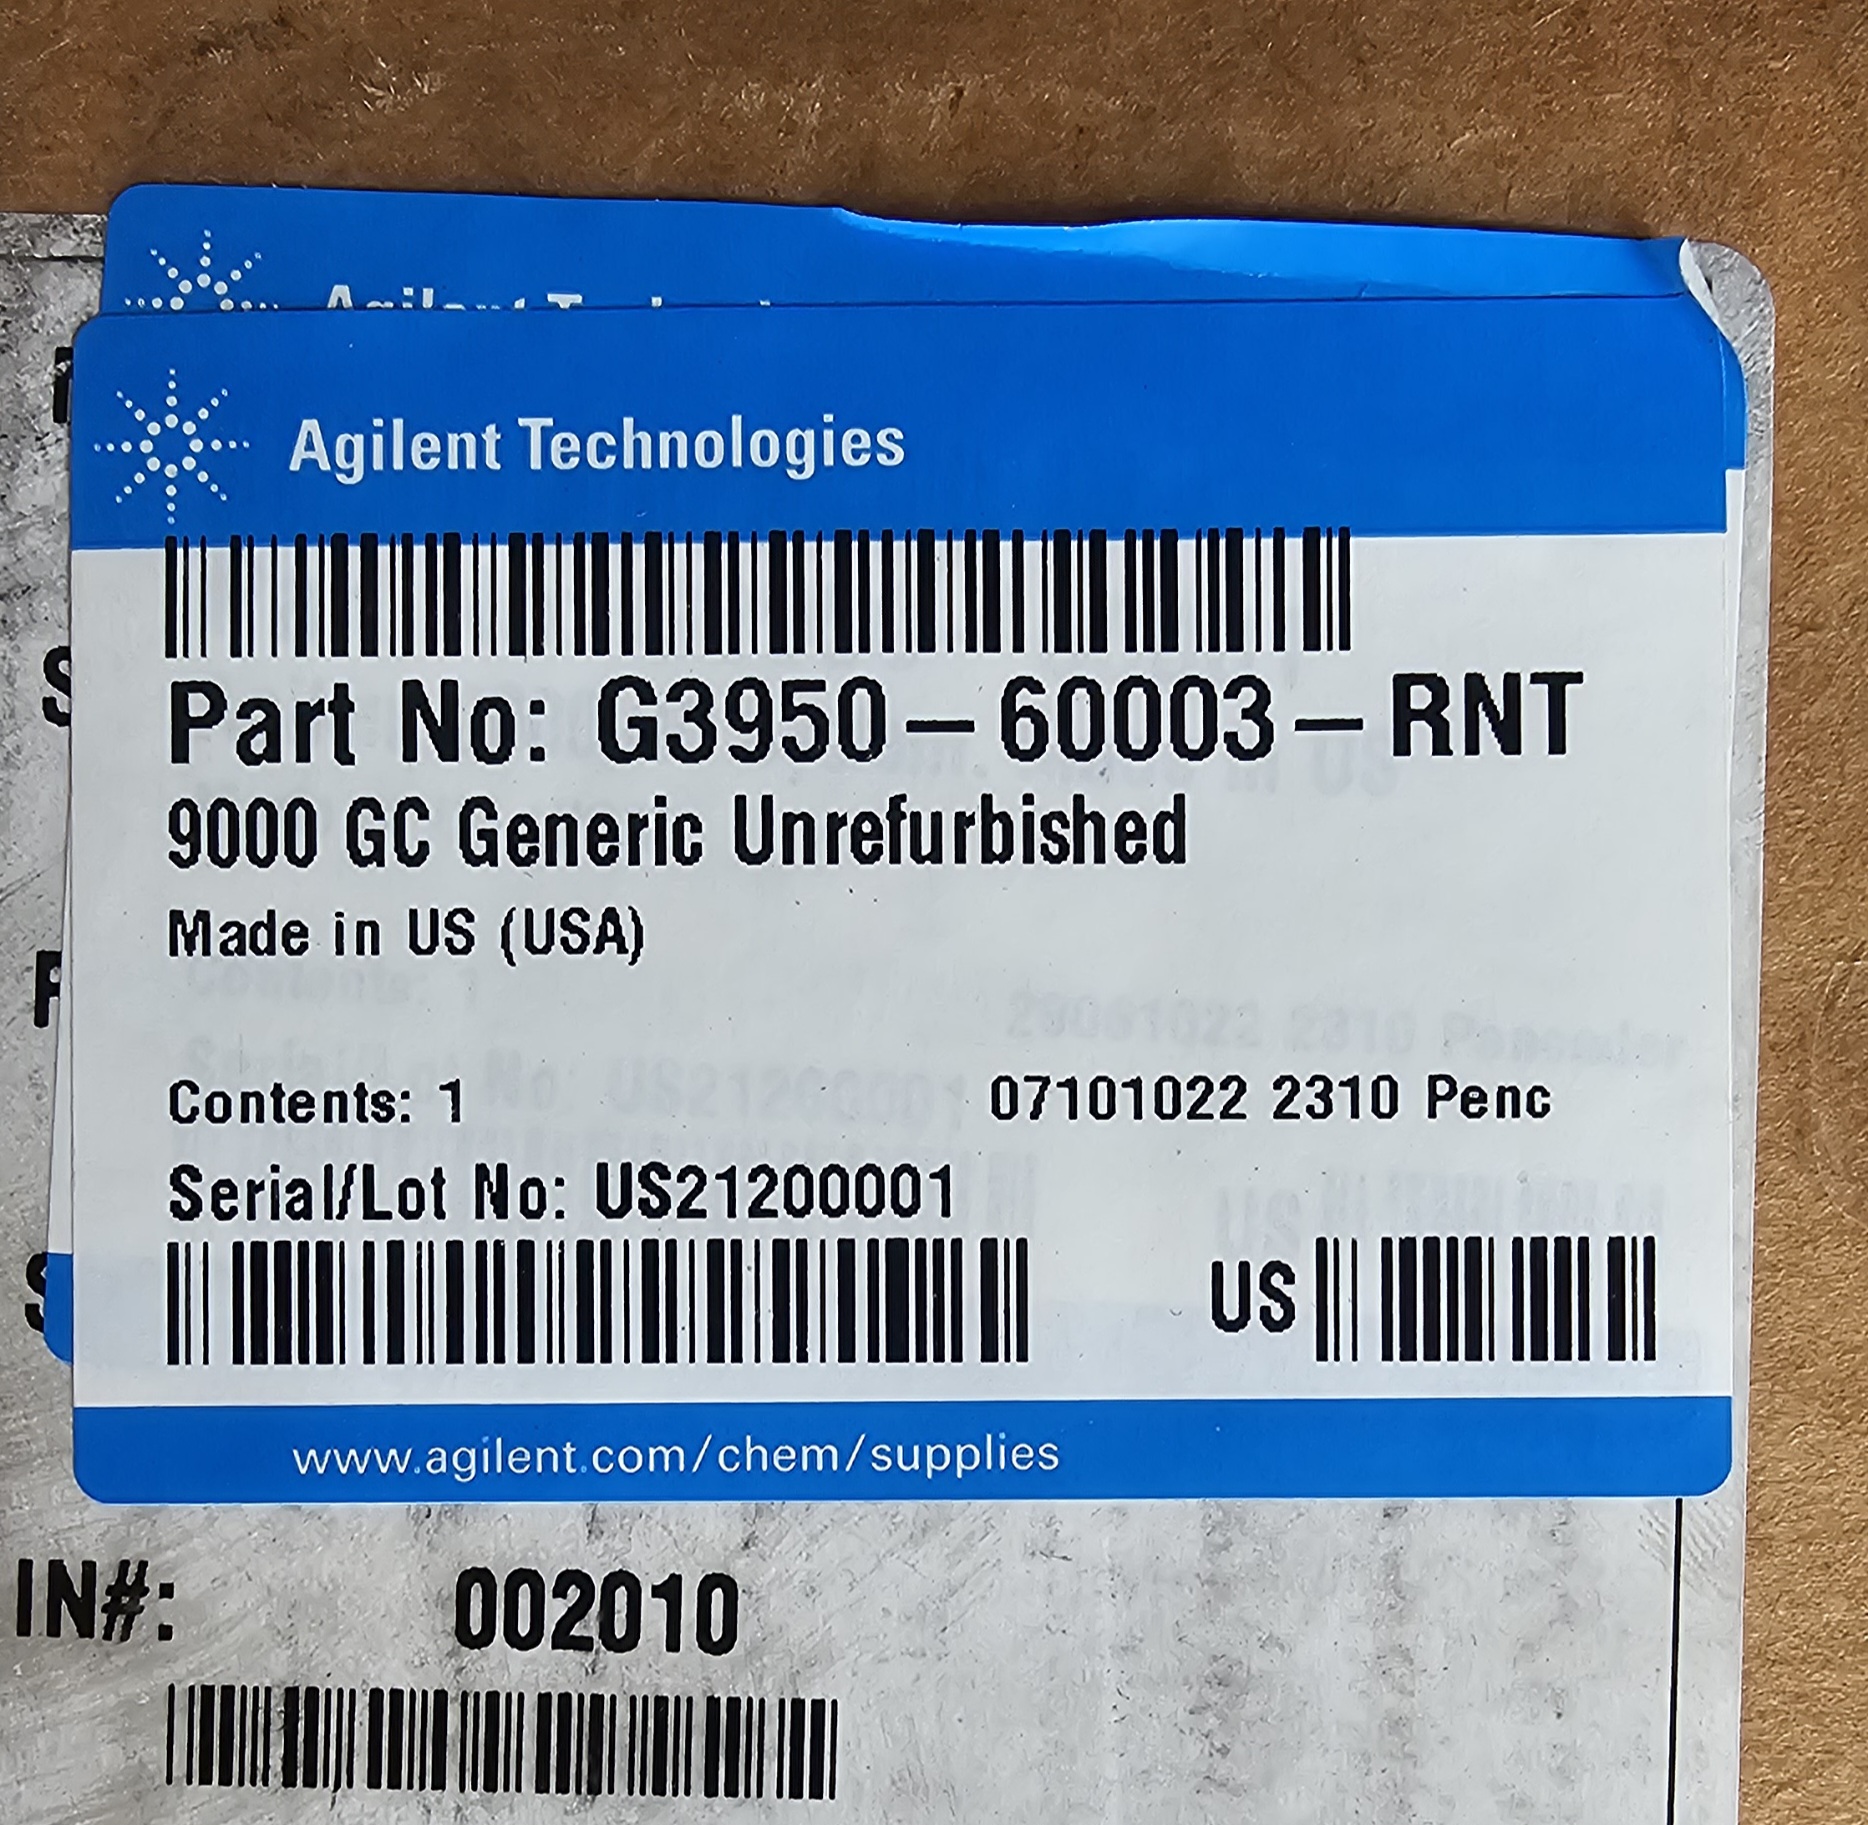 Agilent Technologies
Part No: G3950-60003-RNT
9000 GC Generic Unrefurbished
Made in US (USA)
Contents: 1
07101022 2310 Penc
Serial/Lot No: US21200001
US
www.agilent.com/chem/supplies
IN#: 002010